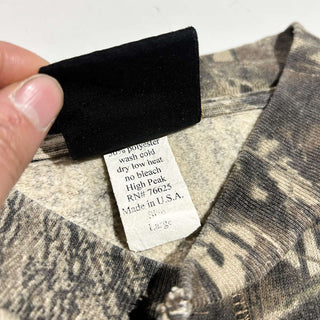 polyester
wash cold
dry low heat
no bleach
High Peak
RN# 76625
Made in U.S.A.
Large